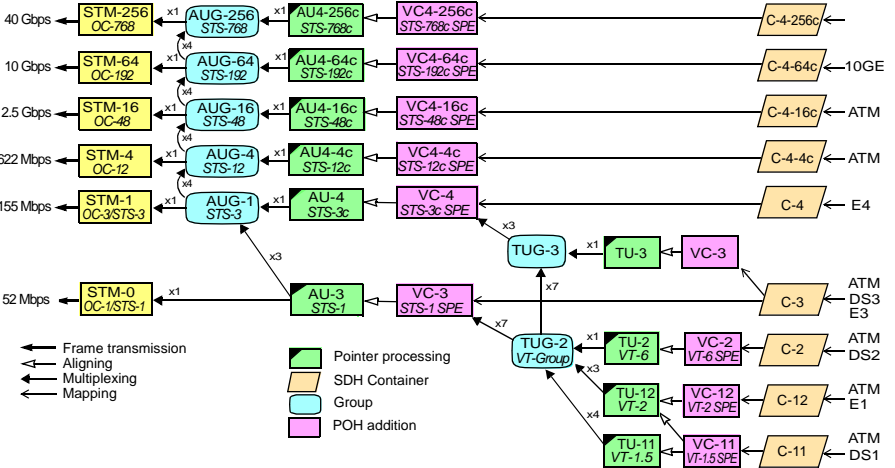 40 Gbps STM-256 x1 AUG-256 x1 AU4-256c VC4-256c C-4-256c
OC-768 STS-768 STS-768c STS-768c SPE
x4
10 Gbps STM-64 x1 AUG-64 x1 AU4-64c VC4-64c C-4-64c 10GE
OC-192 STS-192 STS-192c STS-192c SPE
x4
2.5 Gbps STM-16 x1 AUG-16 x1 AU4-16c VC4-16c C-4-16c ATM
OC-48 STS-48 STS-48c STS-48c SPE
x4
622 Mbps STM-4 x1 AUG-4 x1 AU4-4c VC4-4c C-4-4c ATM
OC-12 STS-12 STS-12c STS-12c SPE
x4
155 Mbps STM-1 x1 AUG-1 x1 AU-4 VC-4 C-4 E4
OC-3/STS-3 STS-3 STS-3c STS-3c SPE
x3
TUG-3 x1 TU-3 VC-3
x3
x7
52 Mbps STM-0 x1 AU-3 VC-3 C-3 ATM
OC-1/STS-1 STS-1 STS-1 SPE DS3
E3
x7
TUG-2 x1 TU-2 VC-2 C-2 ATM
VT-Group VT-6 VT-6 SPE DS2
x3
TU-12 VC-12 C-12 ATM
VT-2 VT-2 SPE E1
x4
TU-11 VC-11 C-11 ATM
VT-1.5 VT-1.5 SPE DS1
Frame transmission
Aligning
Multiplexing
Mapping
Pointer processing
SDH Container
Group
POH addition